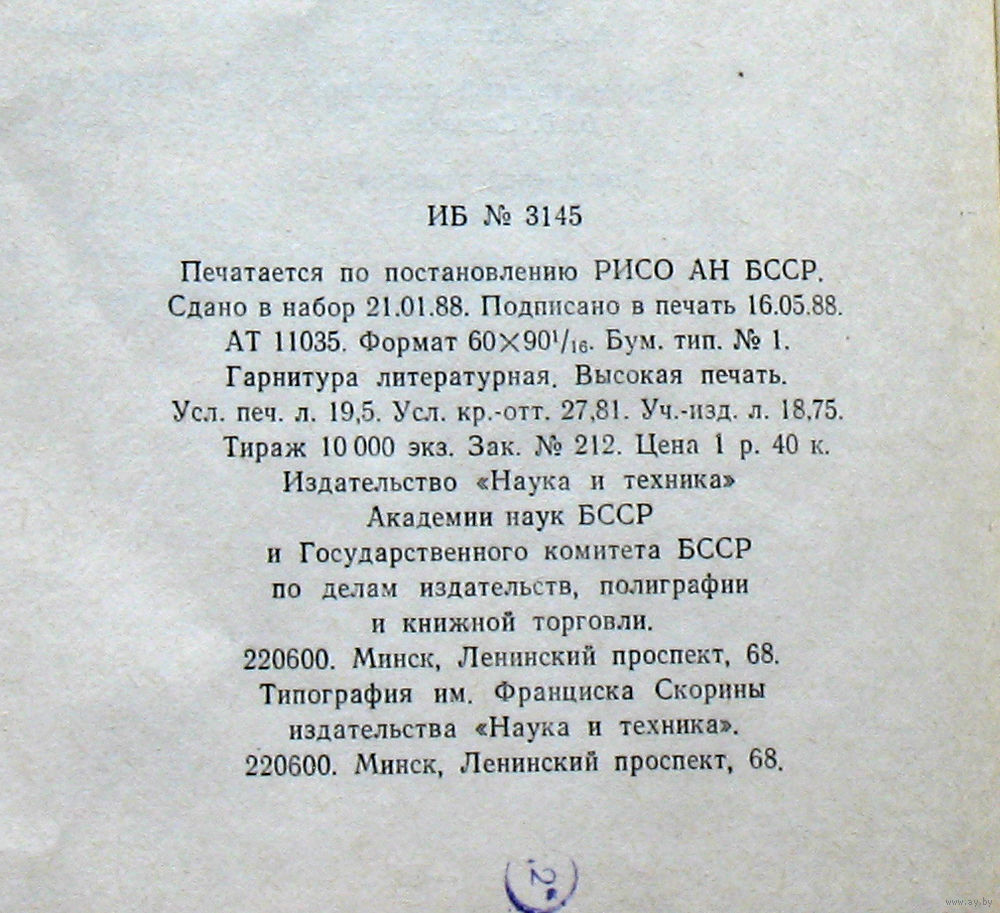 ИБ № 3145
Печатается по постановлению РИСО АН БССР.
Сдано в набор 21.01.88. Подписано в печать 16.05.88.
АТ 11035. Формат 60×90¹/₁₆. Бум. тип. № 1.
Гарнитура литературная. Высокая печать.
Усл. печ. л. 19,5. Усл. кр.-отт. 27,81. Уч.-изд. л. 18,75.
Тираж 10 000 экз. Зак. № 212. Цена 1 р. 40 к.
Издательство «Наука и техника»
Академии наук БССР
и Государственного комитета БССР
по делам издательств, полиграфии
и книжной торговли.
220600. Минск, Ленинский проспект, 68.
Типография им. Франциска Скорины
издательства «Наука и техника».
220600. Минск, Ленинский проспект, 68.
2
www.ay.by